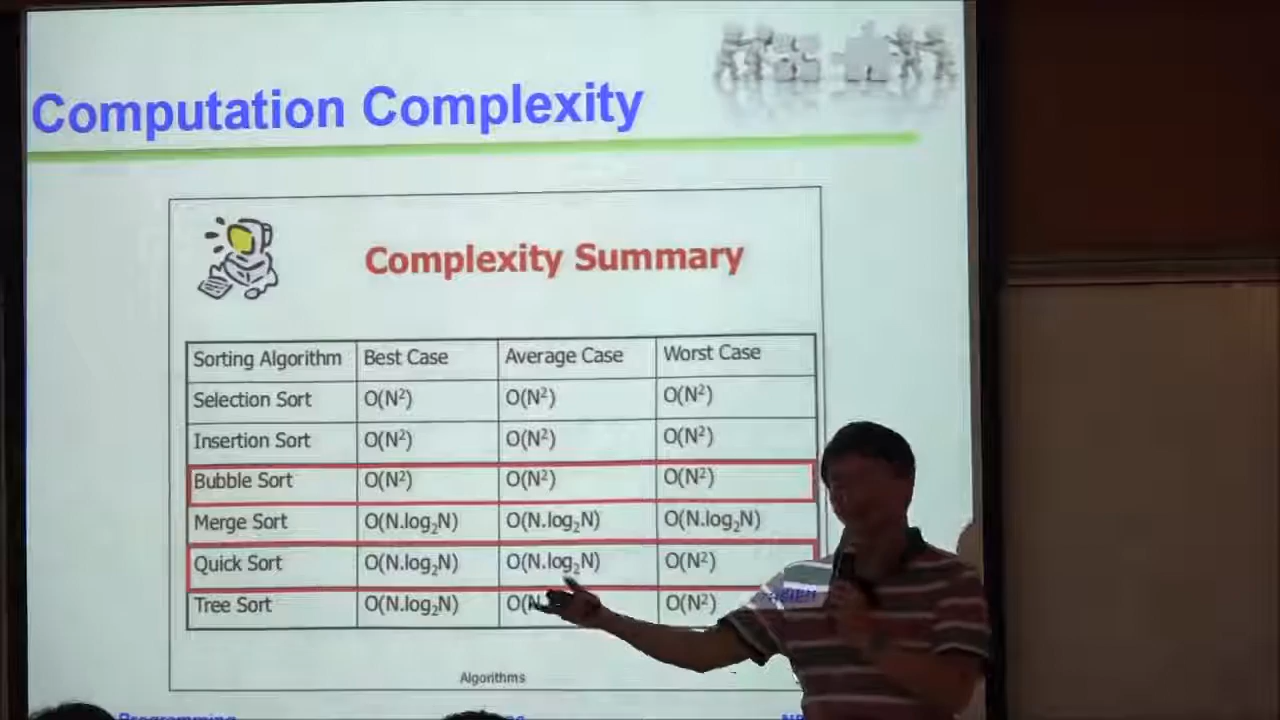 Computation Complexity
Complexity Summary
Sorting Algorithm Best Case Average Case Worst Case
Selection Sort O(N²) O(N²) O(N²)
Insertion Sort O(N²) O(N²) O(N²)
Bubble Sort O(N²) O(N²) O(N²)
Merge Sort O(N.log₂N) O(N.log₂N) O(N.log₂N)
Quick Sort O(N.log₂N) O(N.log₂N) O(N²)
Tree Sort O(N.log₂N) O(N O(N²)
Algorithms
Programming